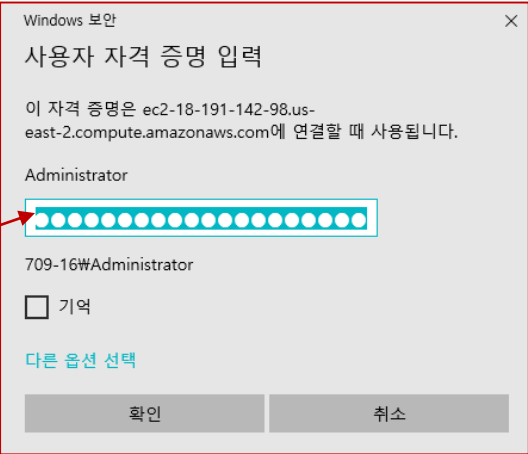 Windows 보안
사용자 자격 증명 입력
이 자격 증명은 ec2-18-191-142-98.us-
east-2.compute.amazonaws.com에 연결할 때 사용됩니다.
Administrator
●●●●●●●●●●●●●●●●●●●●
709-16₩Administrator
기억
다른 옵션 선택
확인
취소